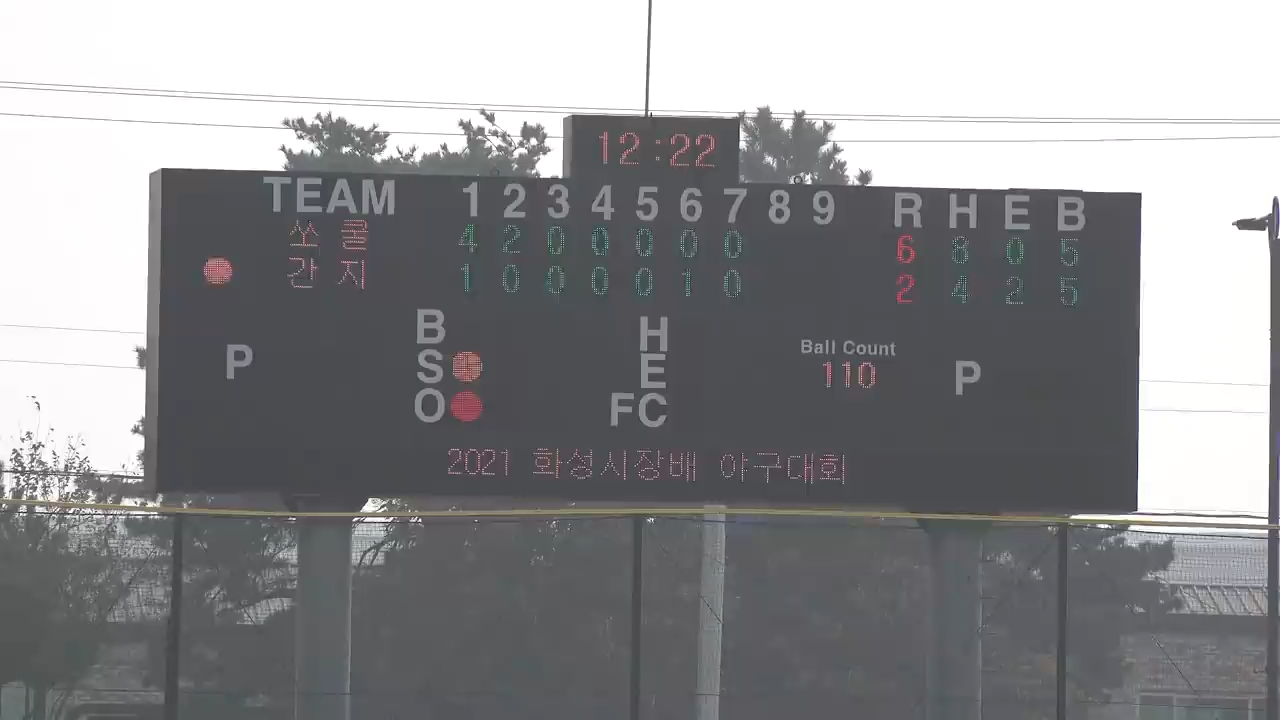 12:22
TEAM 1 2 3 4 5 6 7 8 9 R H E B
쏘 쿨 4 2 0 0 0 0 0 6 8 0 5
간 지 1 0 0 0 0 1 0 2 4 2 5
P B S O H E FC Ball Count 110 P
2021 화성시장배 야구대회